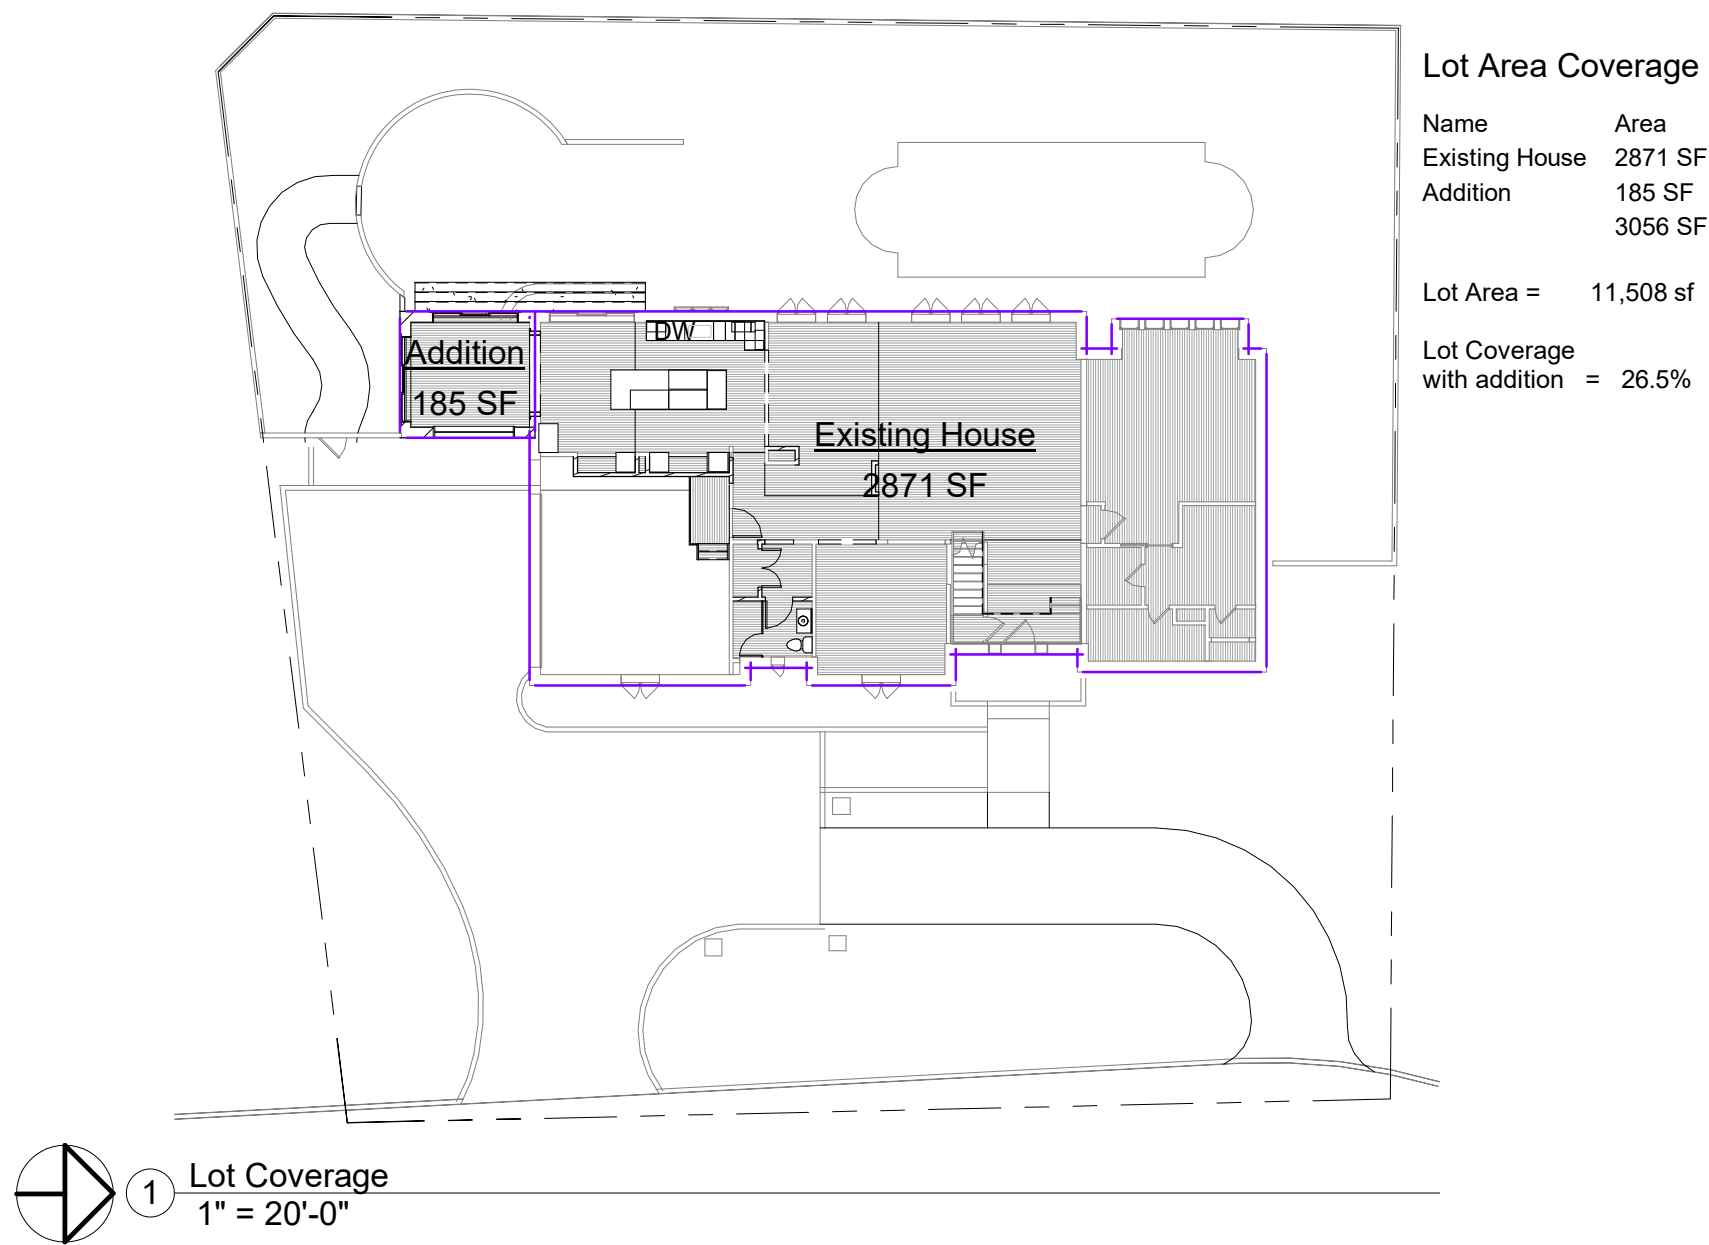 Lot Area Coverage
Name Area
Existing House 2871 SF
Addition 185 SF
3056 SF
Lot Area = 11,508 sf
Lot Coverage
with addition = 26.5%
DW
Addition
185 SF
Existing House
2871 SF
1 Lot Coverage
1" = 20'-0"